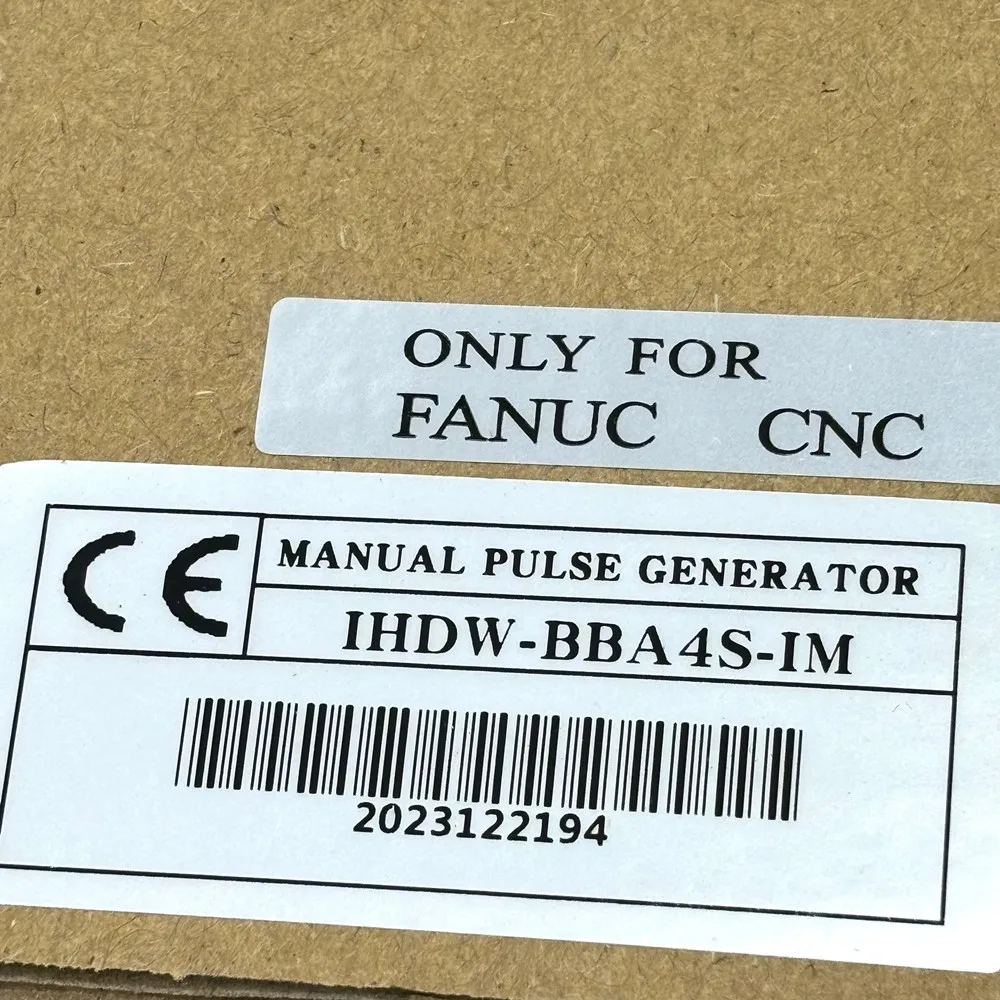 ONLY FOR
FANUC CNC
CE
MANUAL PULSE GENERATOR
IHDW-BBA4S-IM
2023122194